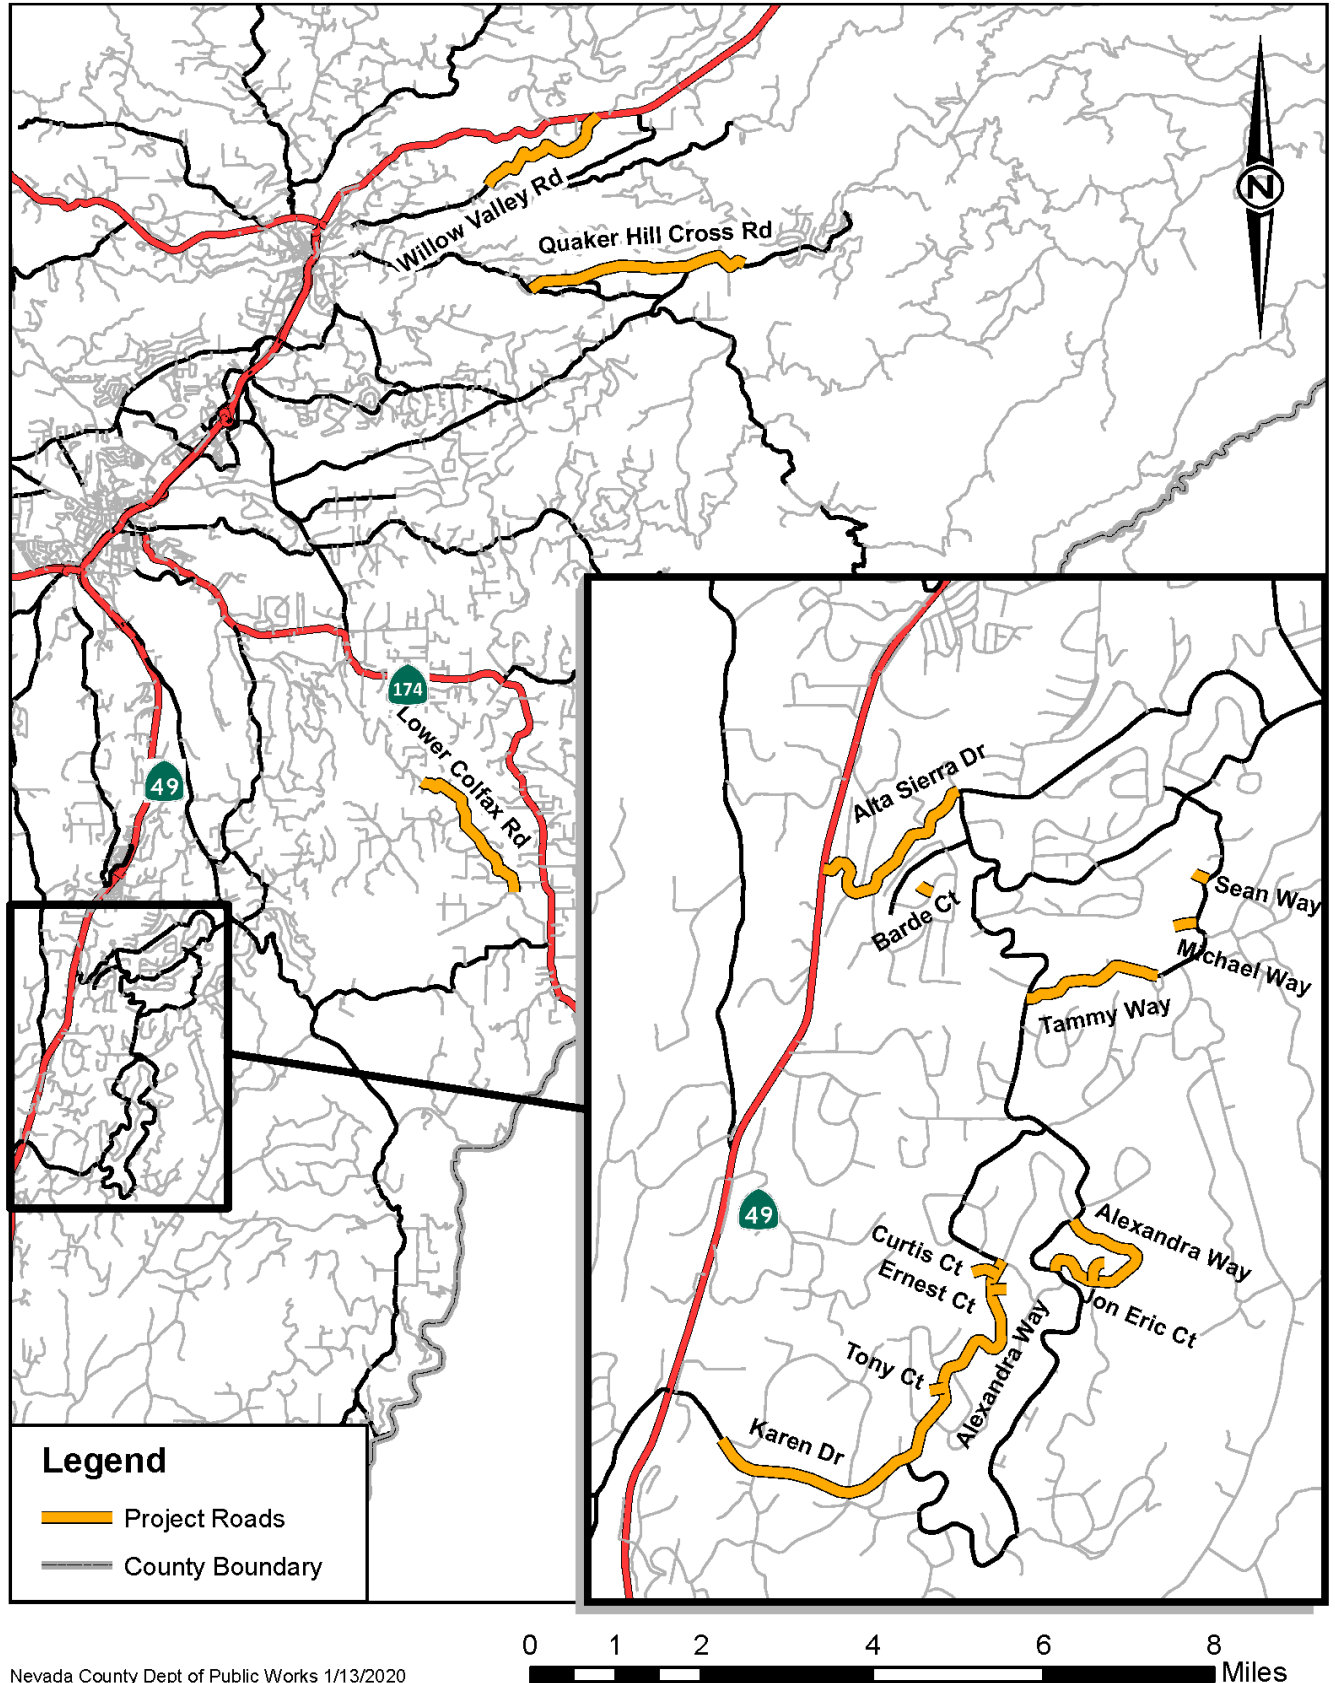 N
Willow Valley Rd
Quaker Hill Cross Rd
174
Lower Colfax Rd
49
Alta Sierra Dr
Barde Ct
Sean Way
Michael Way
Tammy Way
49
Alexandra Way
Curtis Ct
Ernest Ct
Jon Eric Ct
Tony Ct
Alexandra Way
Karen Dr
Legend
Project Roads
County Boundary
0 1 2 4 6 8
Miles
Nevada County Dept of Public Works 1/13/2020